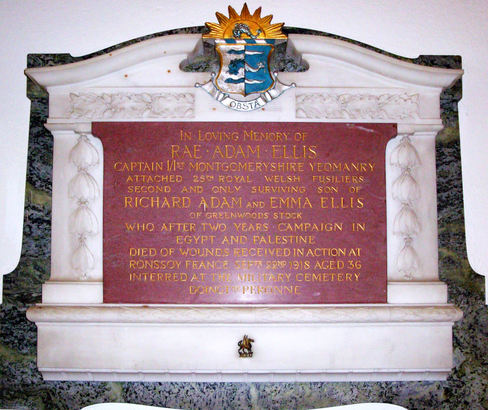 OBSTA
IN LOVING MEMORY OF
RAE · ADAM · ELLIS
CAPTAIN 1/1ST MONTGOMERYSHIRE YEOMANRY
ATTACHED 25TH ROYAL WELSH FUSILIERS
SECOND AND ONLY SURVIVING SON OF
RICHARD ADAM AND EMMA ELLIS
OF GREENWOODS STOCK
WHO AFTER TWO YEARS CAMPAIGN IN
EGYPT AND PALESTINE
DIED OF WOUNDS RECEIVED IN ACTION AT
RONSSOY FRANCE SEPT 1918 AGED 36
INTERRED AT THE MILITARY CEMETERY
DOINGT PERONNE